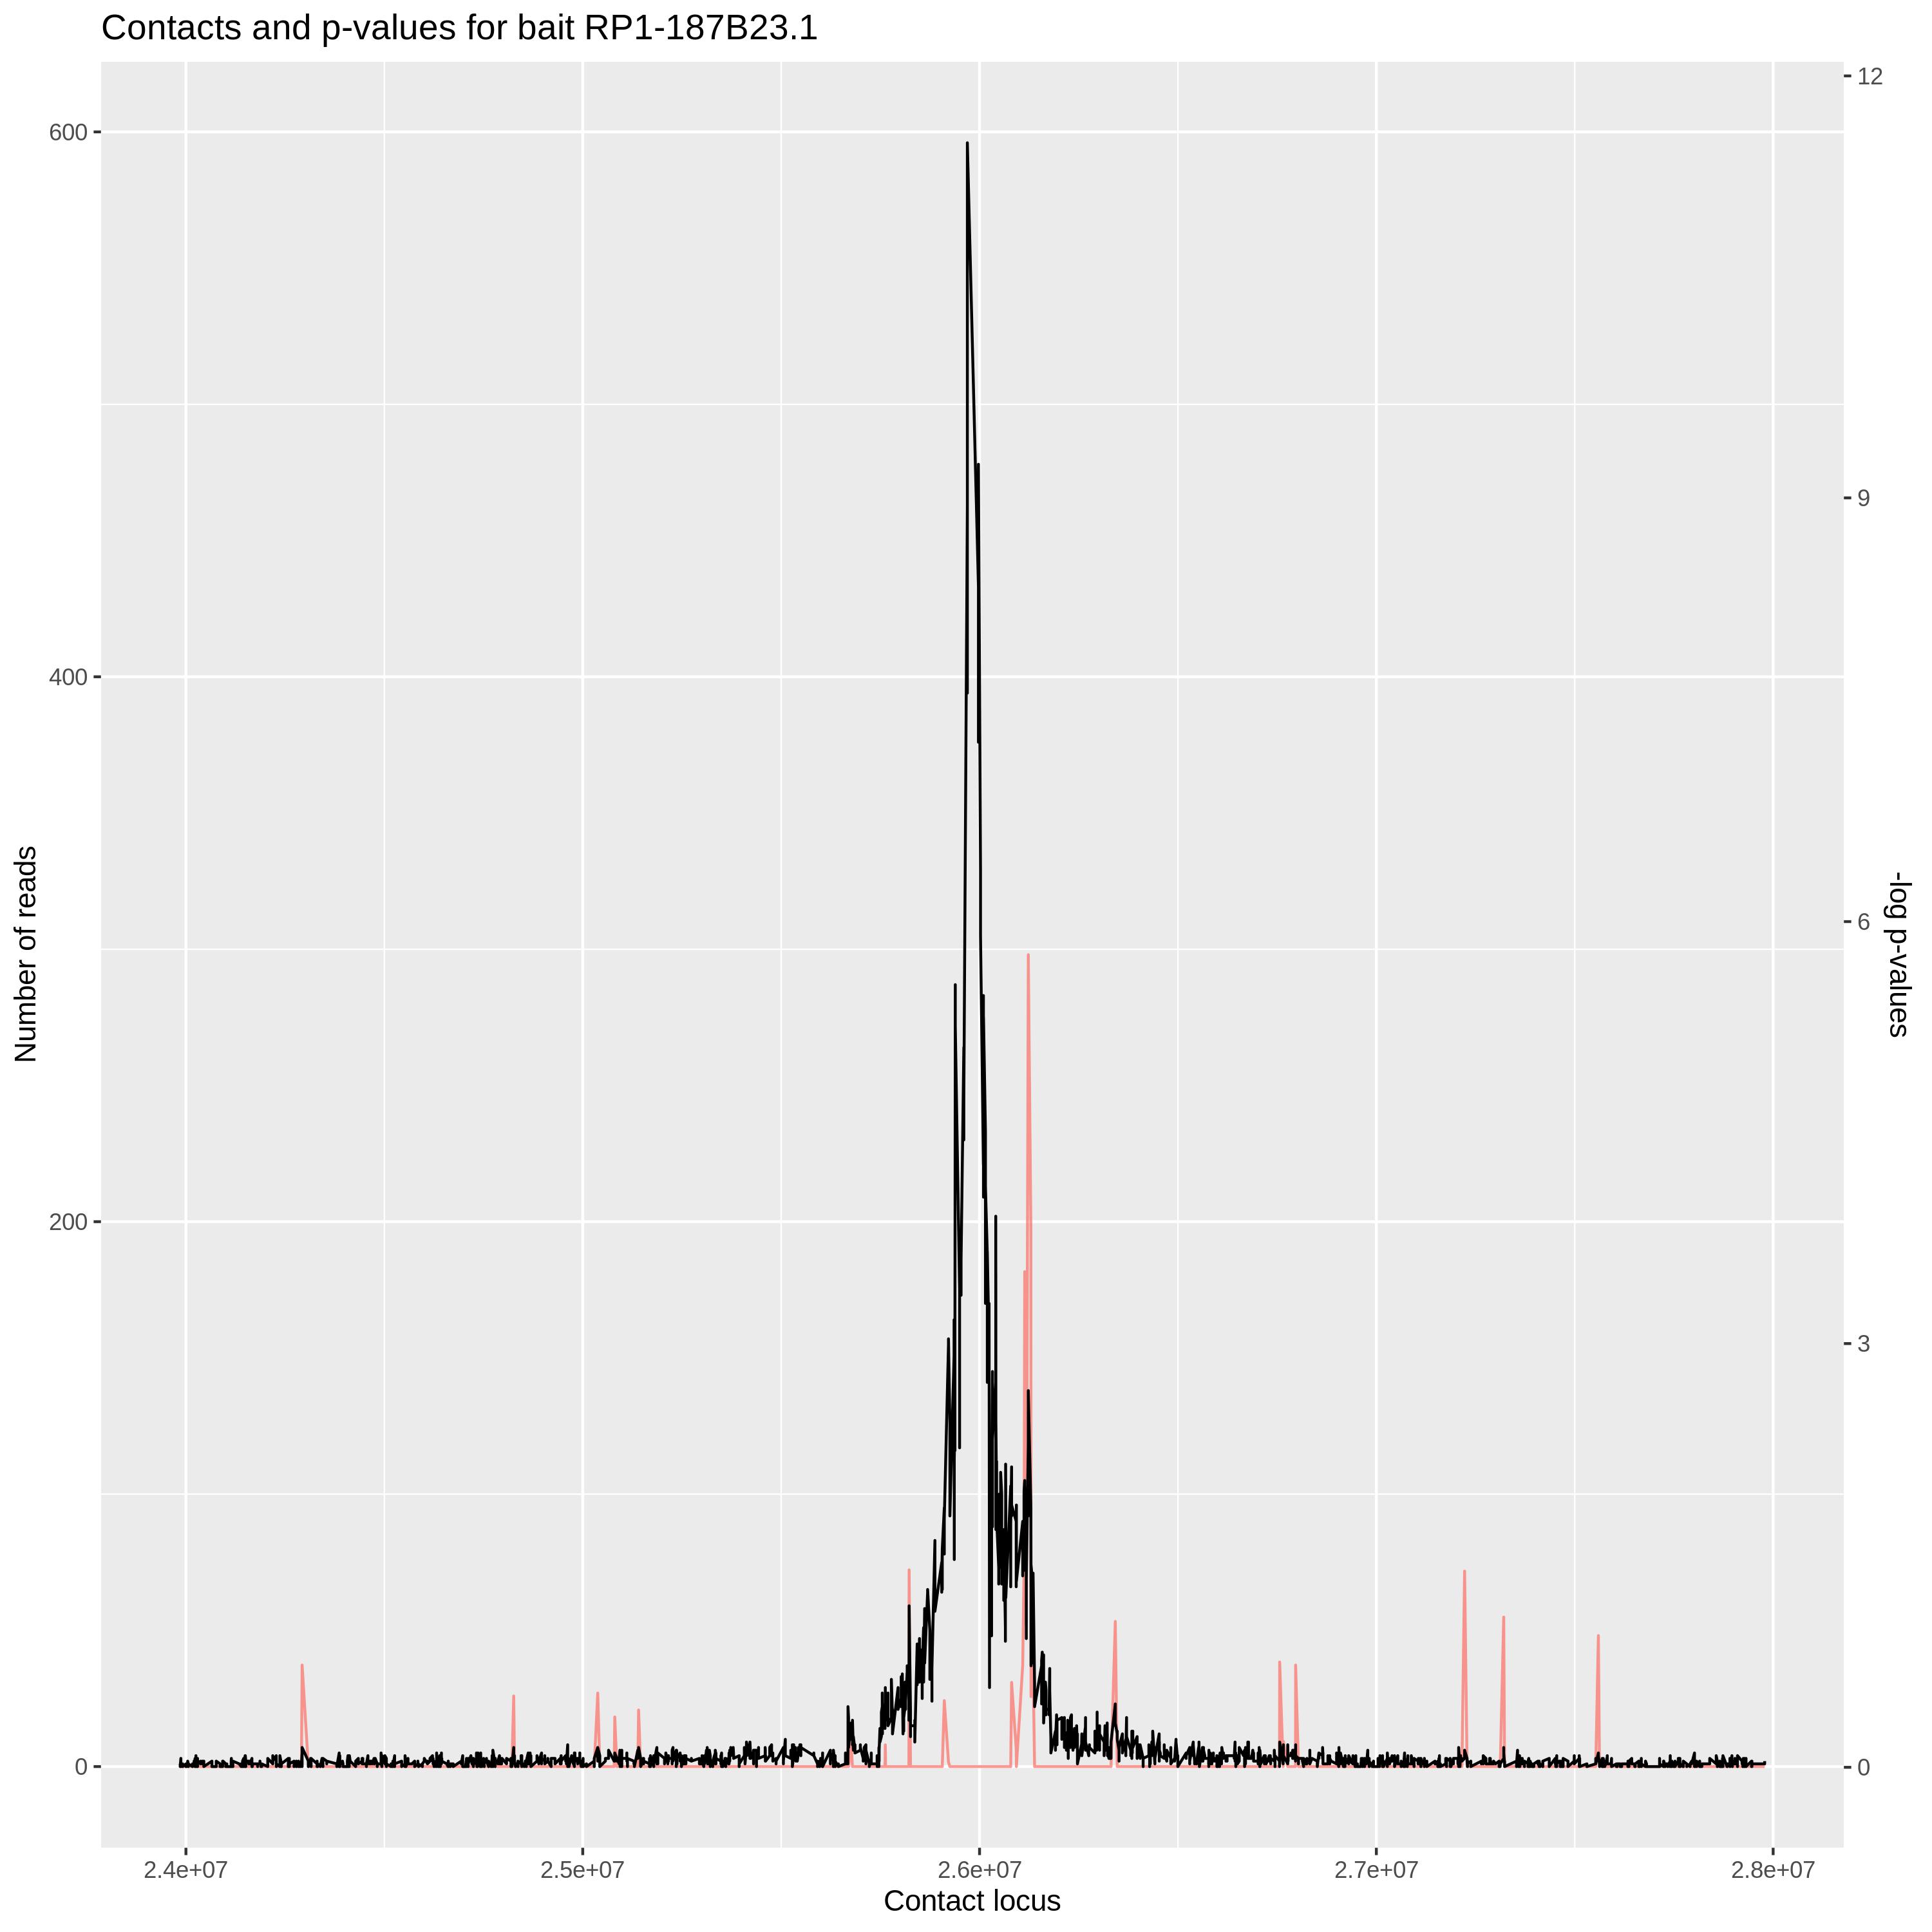 Contacts and p-values for bait RP1-187B23.1
600
400
200
0
Number of reads
12
9
6
3
0
-log p-values
2.4e+07
2.5e+07
2.6e+07
2.7e+07
2.8e+07
Contact locus